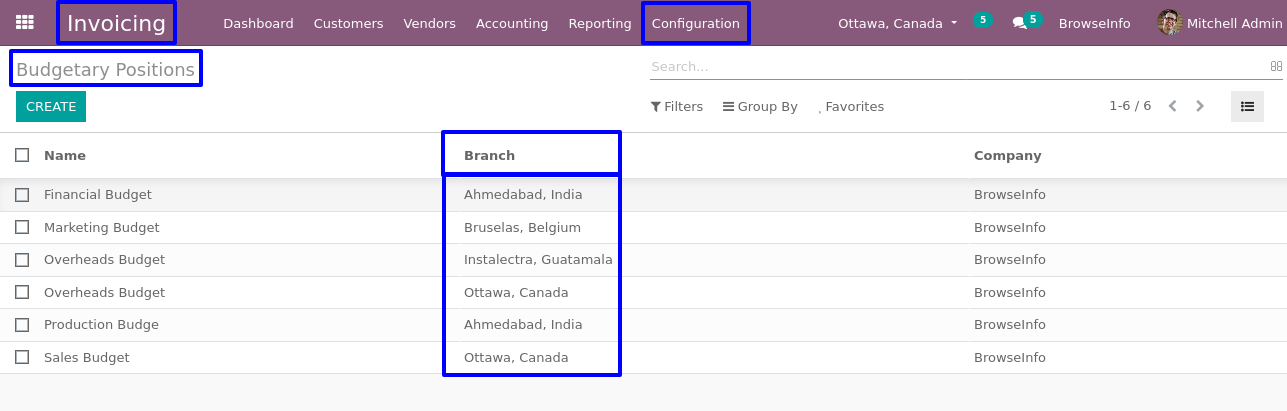 Invoicing Dashboard Customers Vendors Accounting Reporting Configuration Ottawa, Canada 5 5 BrowseInfo Mitchell Admin
Budgetary Positions Search...
CREATE Filters Group By Favorites 1-6 / 6
Name Branch Company
Financial Budget Ahmedabad, India BrowseInfo
Marketing Budget Bruselas, Belgium BrowseInfo
Overheads Budget Instalectra, Guatamala BrowseInfo
Overheads Budget Ottawa, Canada BrowseInfo
Production Budge Ahmedabad, India BrowseInfo
Sales Budget Ottawa, Canada BrowseInfo